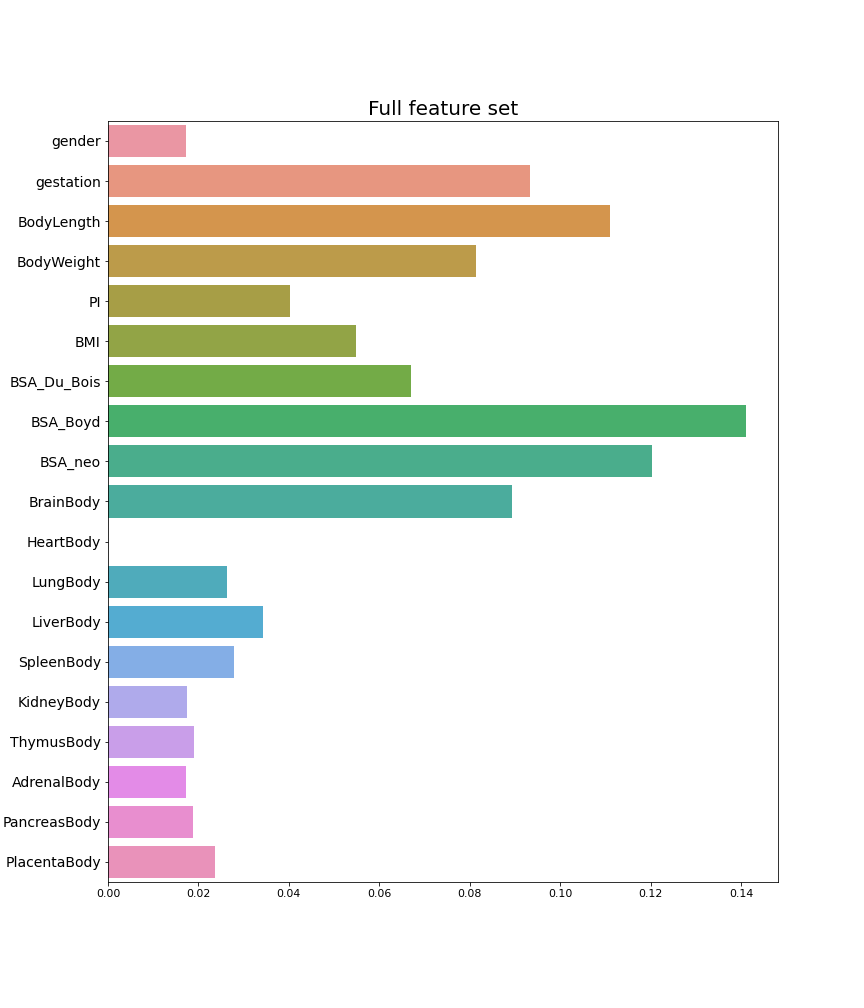 Full feature set
gender
gestation
BodyLength
BodyWeight
PI
BMI
BSA_Du_Bois
BSA_Boyd
BSA_neo
BrainBody
HeartBody
LungBody
LiverBody
SpleenBody
KidneyBody
ThymusBody
AdrenalBody
PancreasBody
PlacentaBody
0.00 0.02 0.04 0.06 0.08 0.10 0.12 0.14